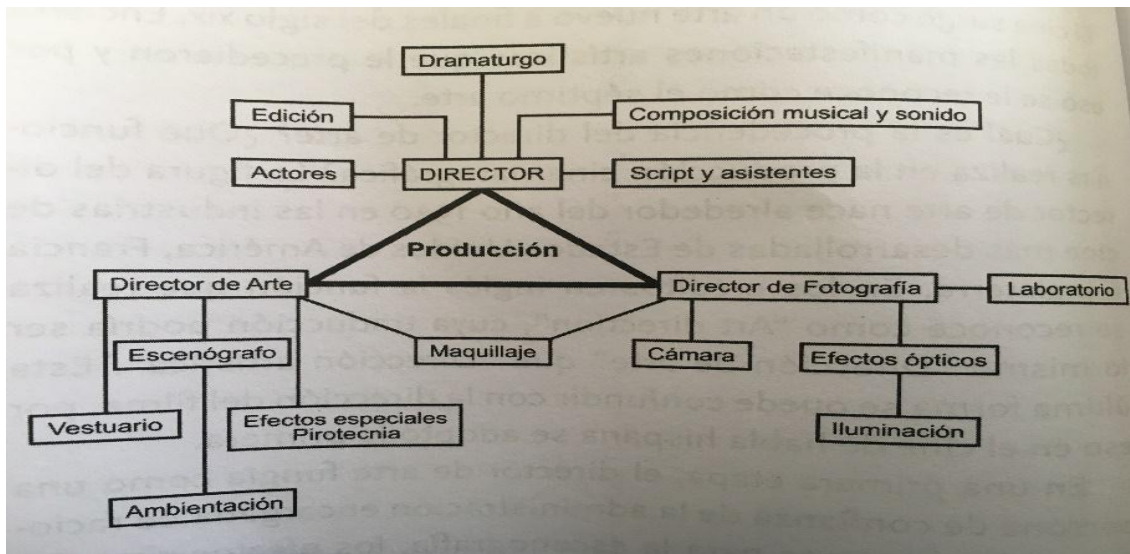 Dramaturgo
Edición
Composición musical y sonido
Actores
DIRECTOR
Script y asistentes
Producción
Director de Arte
Director de Fotografía
Laboratorio
Escenógrafo
Maquillaje
Cámara
Efectos ópticos
Vestuario
Efectos especiales
Pirotecnia
Iluminación
Ambientación